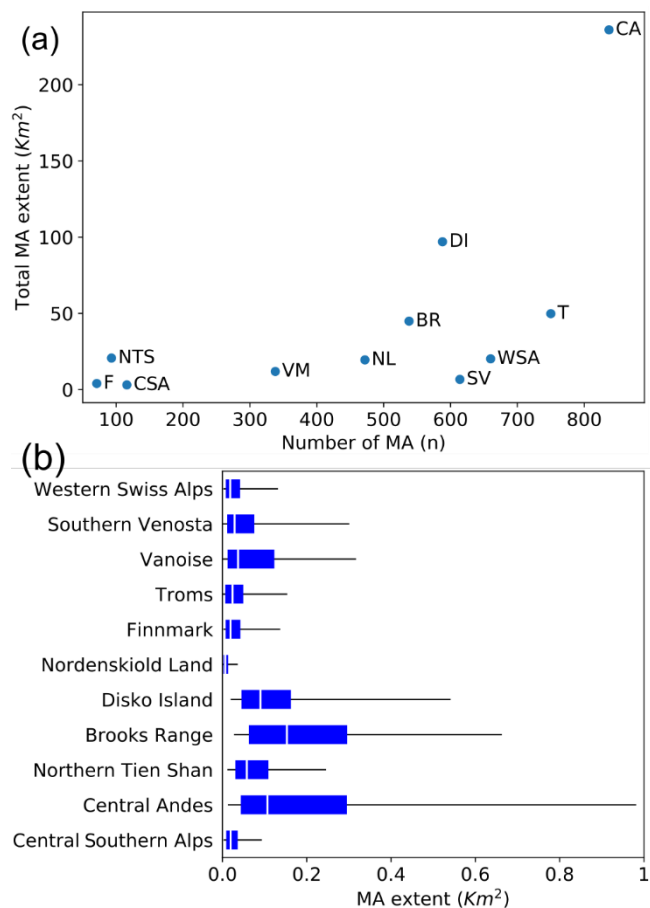 (a)
Total MA extent (Km²)
200
150
100
50
0
CA
DI
BR
T
NTS
F
CSA
VM
NL
WSA
SV
100 200 300 400 500 600 700 800
Number of MA (n)
(b)
Western Swiss Alps
Southern Venosta
Vanoise
Troms
Finnmark
Nordenskiold Land
Disko Island
Brooks Range
Northern Tien Shan
Central Andes
Central Southern Alps
0.0 0.2 0.4 0.6 0.8 1
MA extent (Km²)